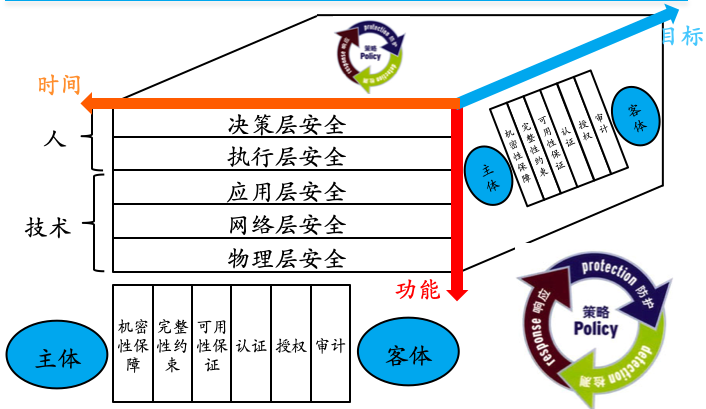 目标
策略
Policy
protection 防护
detection 检测
response 响应
时间
人
决策层安全
执行层安全
技术
应用层安全
网络层安全
物理层安全
功能
主体
机密性保障
完整性约束
可用性保证
认证
授权
审计
客体
主体
机密
性保
障
完整
性约
束
可用
性保
证
认证
授权
审计
客体
策略
Policy
protection 防护
detection 检测
response 响应